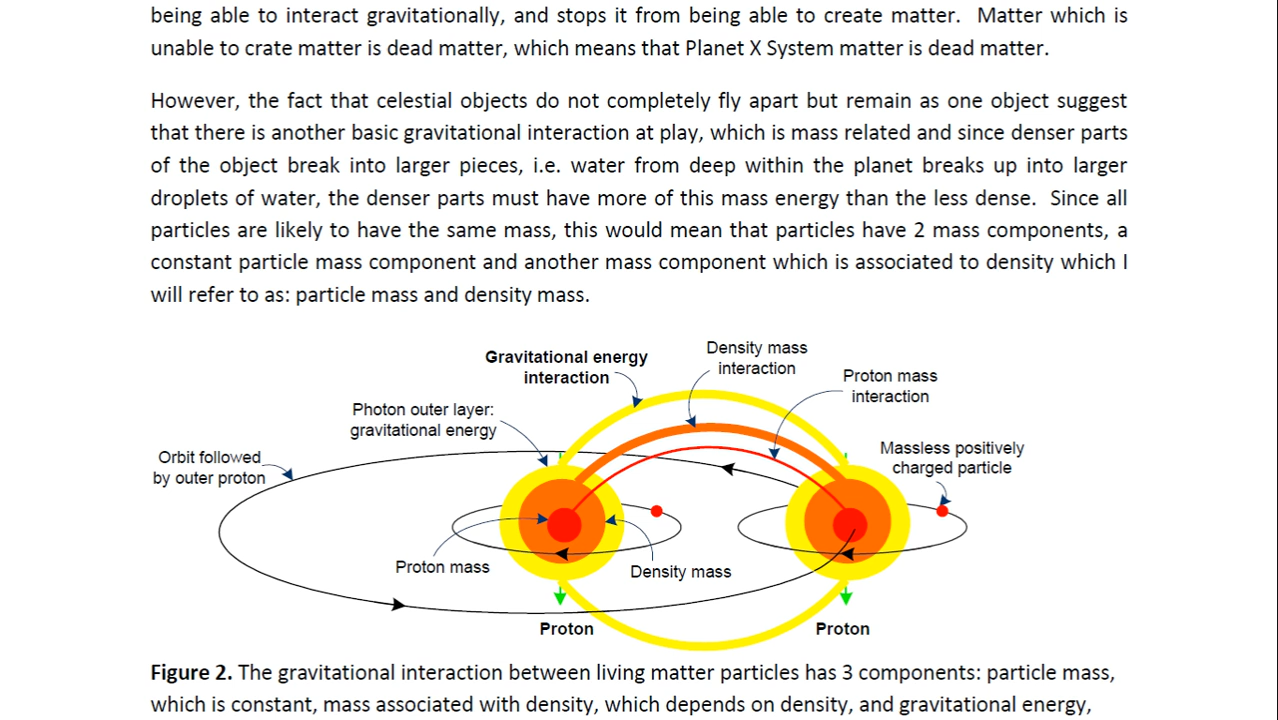 being able to interact gravitationally, and stops it from being able to create matter. Matter which is
unable to crate matter is dead matter, which means that Planet X System matter is dead matter.
However, the fact that celestial objects do not completely fly apart but remain as one object suggest
that there is another basic gravitational interaction at play, which is mass related and since denser parts
of the object break into larger pieces, i.e. water from deep within the planet breaks up into larger
droplets of water, the denser parts must have more of this mass energy than the less dense. Since all
particles are likely to have the same mass, this would mean that particles have 2 mass components, a
constant particle mass component and another mass component which is associated to density which I
will refer to as: particle mass and density mass.
Gravitational energy
interaction
Density mass
interaction
Proton mass
interaction
Photon outer layer:
gravitational energy
Massless positively
charged particle
Orbit followed
by outer proton
Proton mass
Density mass
Proton
Proton
Figure 2. The gravitational interaction between living matter particles has 3 components: particle mass,
which is constant, mass associated with density, which depends on density, and gravitational energy,